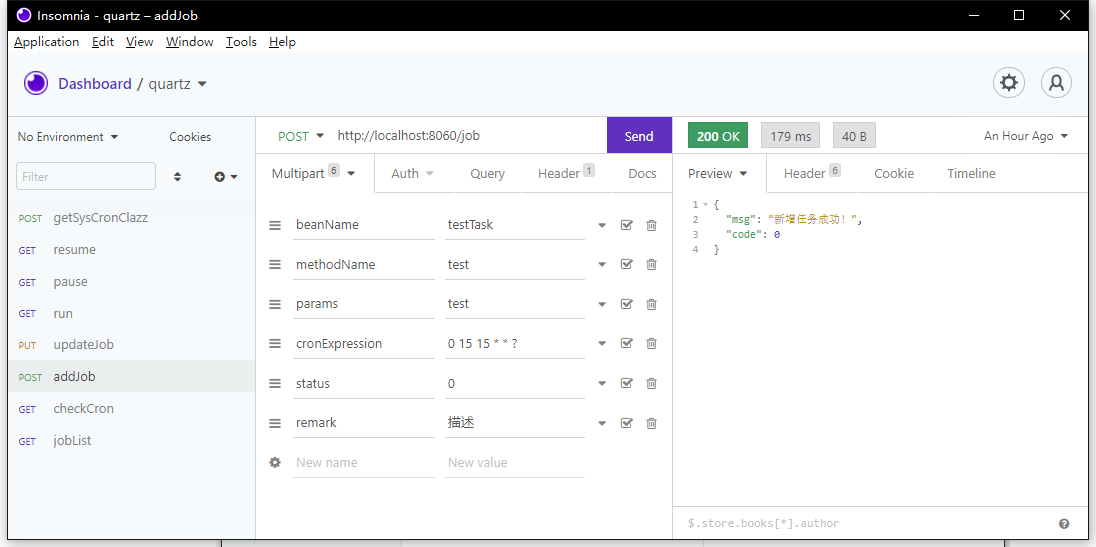 Insomnia - quartz – addJob
Application Edit View Window Tools Help
Dashboard / quartz
No Environment Cookies
Filter
POST getSysCronClazz
GET resume
GET pause
GET run
PUT updateJob
POST addJob
GET checkCron
GET jobList
POST http://localhost:8060/job Send
Multipart 6 Auth Query Header 1 Docs
beanName testTask
methodName test
params test
cronExpression 0 15 15 * * ?
status 0
remark 描述
New name New value
200 OK 179 ms 40 B An Hour Ago
Preview Header 6 Cookie Timeline
1 {
2 "msg": "新增任务成功！",
3 "code": 0
4 }
$.store.books[*].author